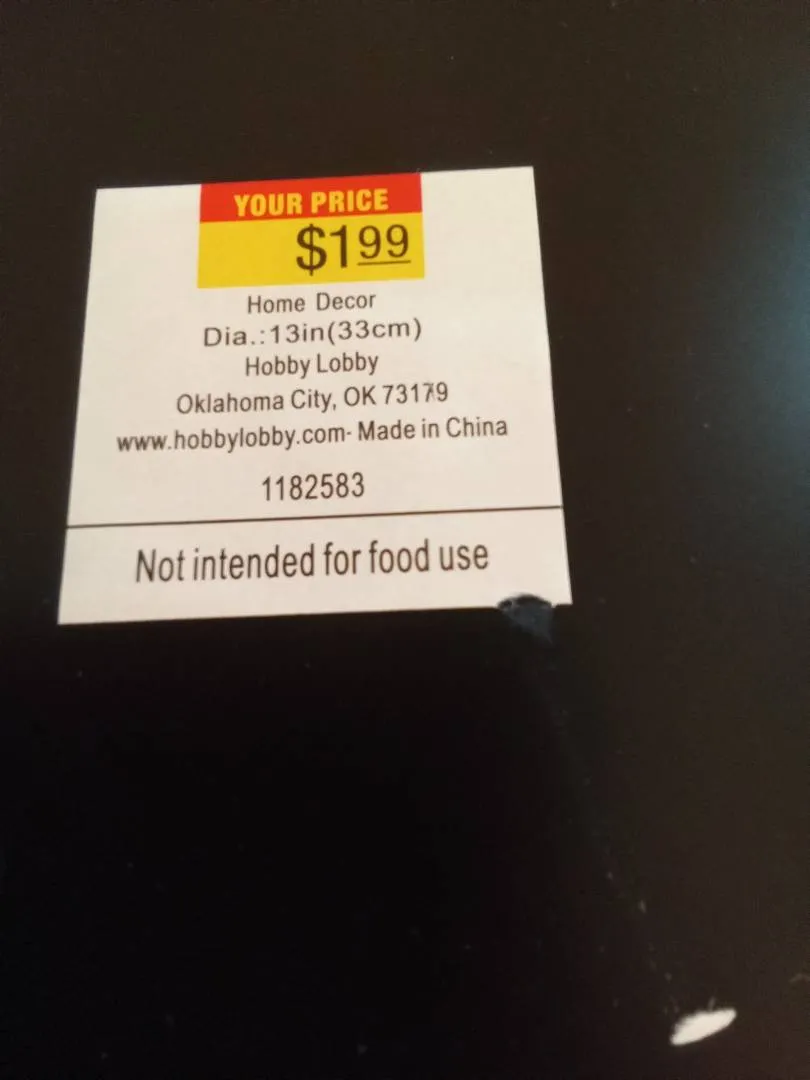 YOUR PRICE
$199
Home Decor
Dia.:13in(33cm)
Hobby Lobby
Oklahoma City, OK 73179
www.hobbylobby.com- Made in China
1182583
Not intended for food use